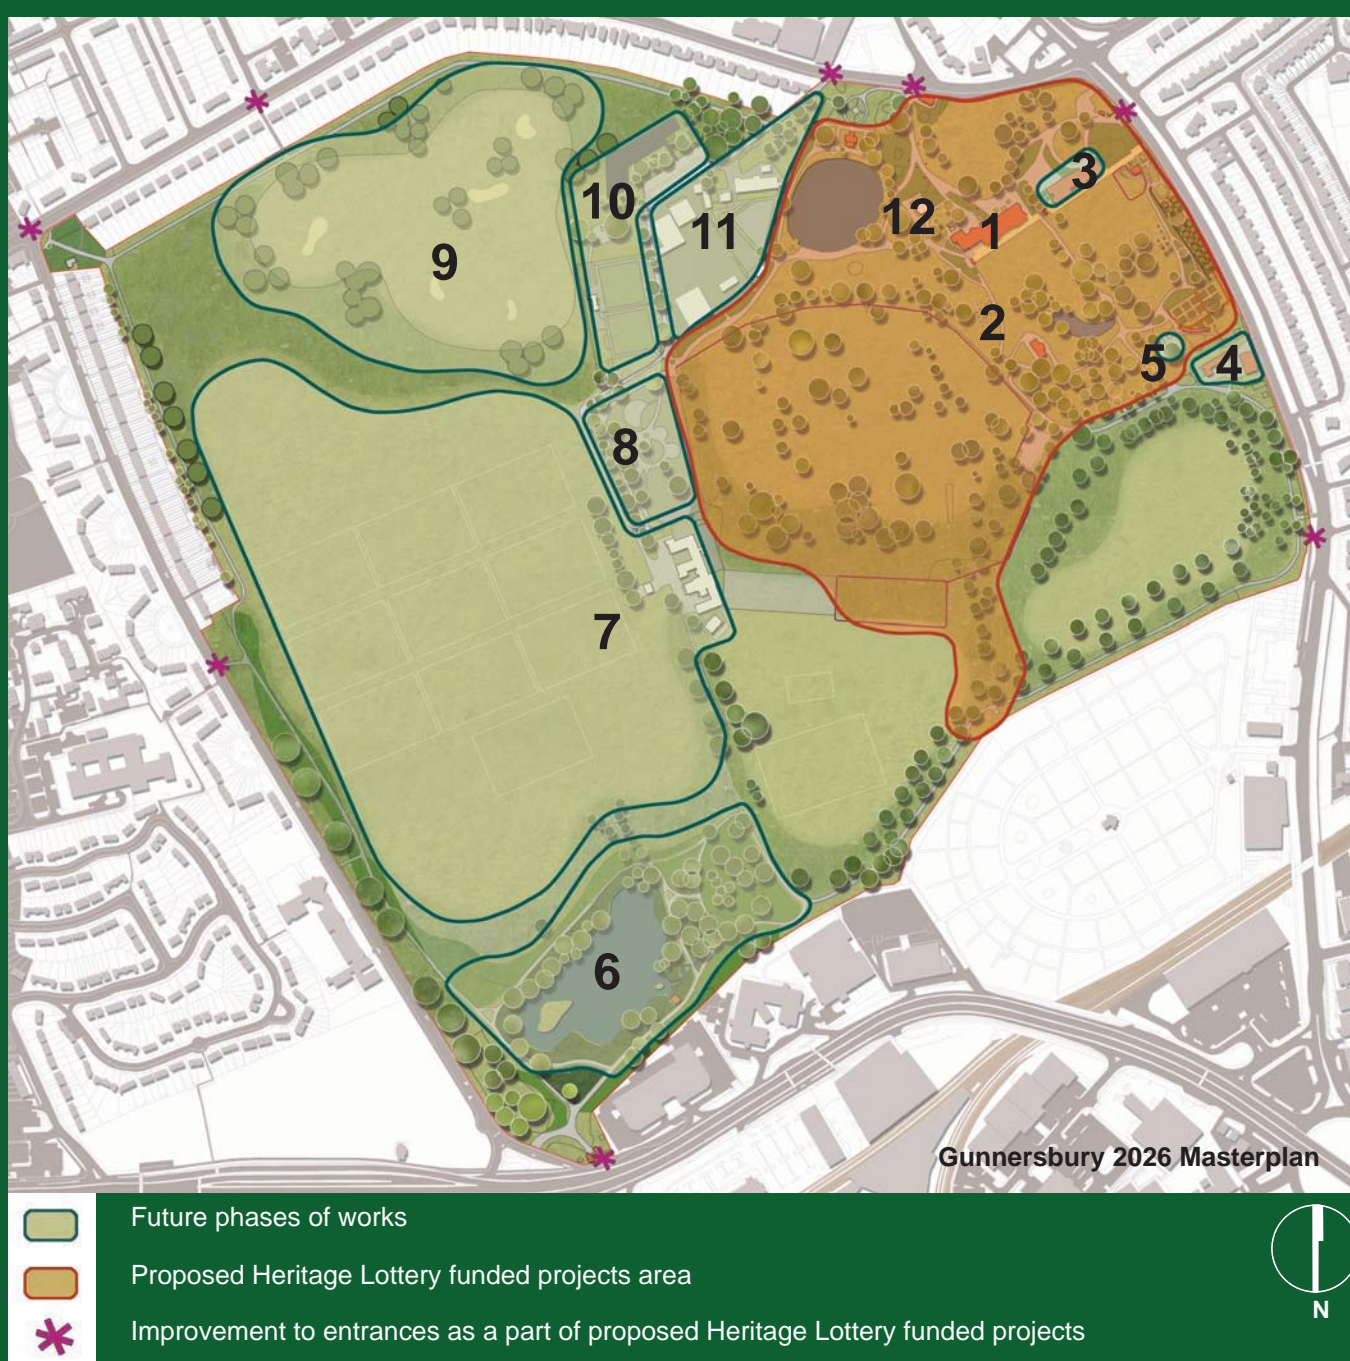 3
10
12
11
1
9
2
5
4
8
7
6
Gunnersbury 2026 Masterplan
Future phases of works
Proposed Heritage Lottery funded projects area
Improvement to entrances as a part of proposed Heritage Lottery funded projects
N